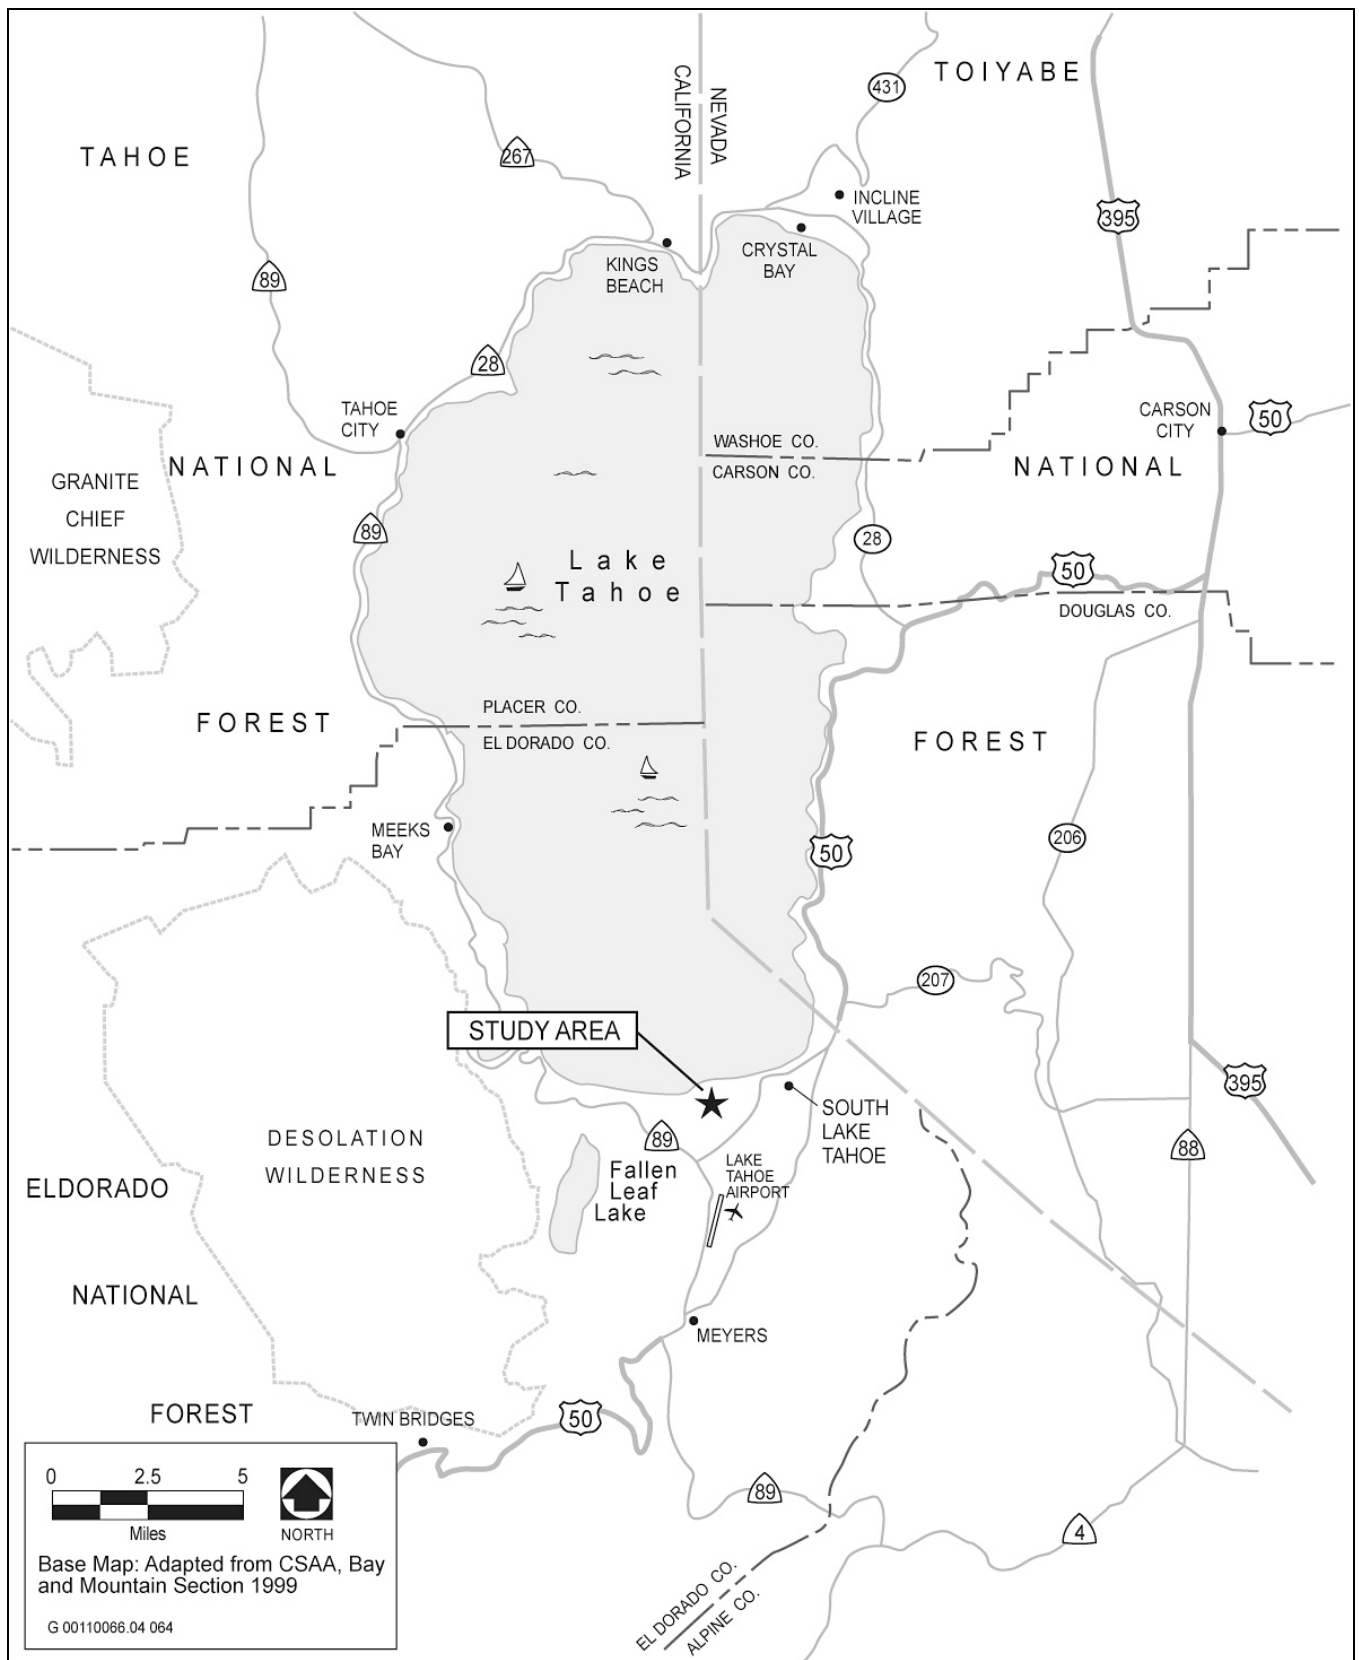 TOIYABE
CALIFORNIA
NEVADA
431
TAHOE
267
INCLINE
VILLAGE
395
CRYSTAL
BAY
KINGS
BEACH
89
28
TAHOE
CITY
CARSON
CITY
50
WASHOE CO.
CARSON CO.
NATIONAL
NATIONAL
GRANITE
CHIEF
WILDERNESS
89
28
Lake
Tahoe
50
DOUGLAS CO.
PLACER CO.
EL DORADO CO.
FOREST
FOREST
MEEKS
BAY
50
206
207
STUDY AREA
395
SOUTH
LAKE
TAHOE
89
88
DESOLATION
WILDERNESS
LAKE
TAHOE
AIRPORT
Fallen
Leaf
Lake
ELDORADO
NATIONAL
MEYERS
FOREST
TWIN BRIDGES
50
89
4
EL DORADO CO.
ALPINE CO.
0 2.5 5
Miles
NORTH
Base Map: Adapted from CSAA, Bay
and Mountain Section 1999
G 00110066.04 064